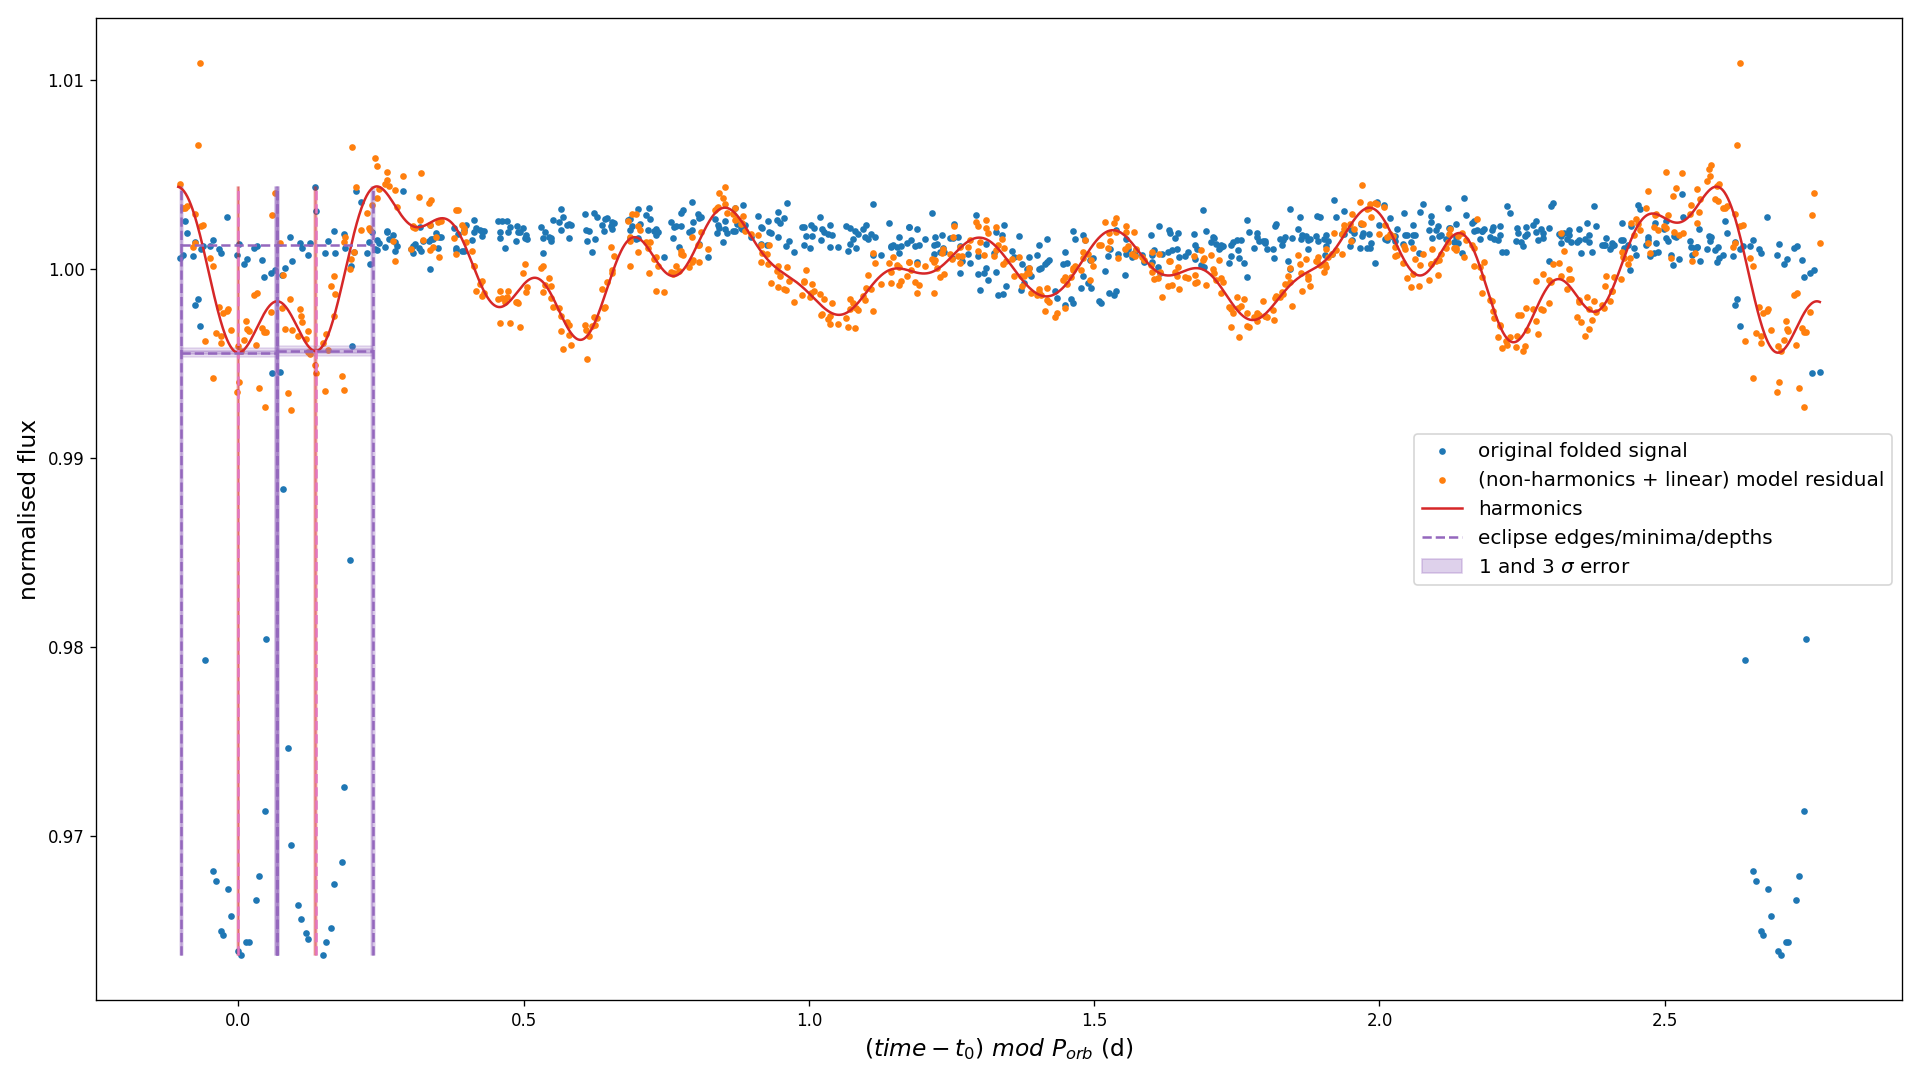 1.01
1.00
0.99
0.98
0.97
normalised flux
original folded signal
(non-harmonics + linear) model residual
harmonics
eclipse edges/minima/depths
1 and 3 σ error
0.0 0.5 1.0 1.5 2.0 2.5
(time − t₀) mod P_orb (d)